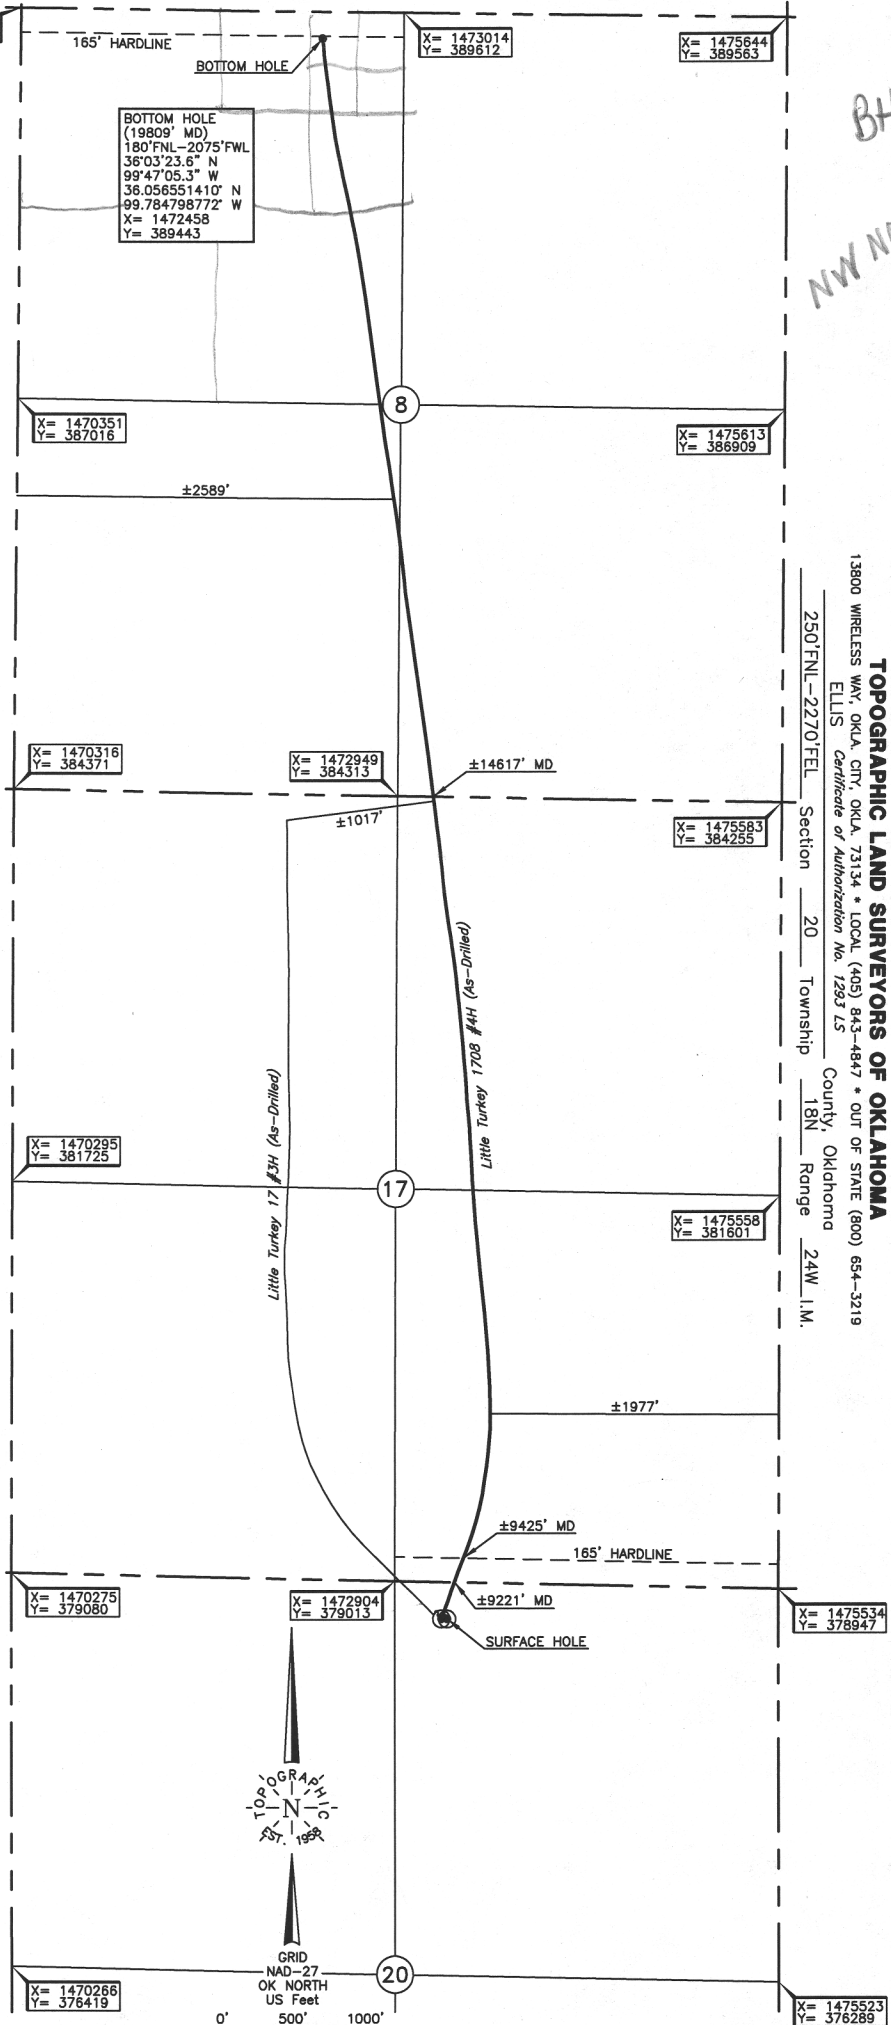 165' HARDLINE
BOTTOM HOLE
X= 1473014
Y= 389612
X= 1475644
Y= 389563
BOTTOM HOLE
(19809' MD)
180'FNL-2075'FWL
36°03'23.6" N
99°47'05.3" W
36.056551410° N
99.784798772° W
X= 1472458
Y= 389443
8
X= 1470351
Y= 387016
X= 1475613
Y= 386909
±2589'
X= 1470316
Y= 384371
X= 1472949
Y= 384313
±14617' MD
±1017'
X= 1475583
Y= 384255
Little Turkey 1708 #4H (As-Drilled)
Little Turkey 17 #3H (As-Drilled)
X= 1470295
Y= 381725
17
X= 1475558
Y= 381601
±1977'
±9425' MD
165' HARDLINE
X= 1470275
Y= 379080
X= 1472904
Y= 379013
±9221' MD
X= 1475534
Y= 378947
SURFACE HOLE
TOPOGRAPHIC
N
EST. 1958
GRID
NAD-27
OK NORTH
US Feet
0' 500' 1000'
20
X= 1470266
Y= 376419
X= 1475523
Y= 376289
TOPOGRAPHIC LAND SURVEYORS OF OKLAHOMA
13800 WIRELESS WAY, OKLA. CITY, OKLA. 73134 * LOCAL (405) 843-4847 * OUT OF STATE (800) 654-3219
Certificate of Authorization No. 1293 LS
ELLIS County, Oklahoma
250'FNL-2270'FEL Section 20 Township 18N Range 24W I.M.
NW